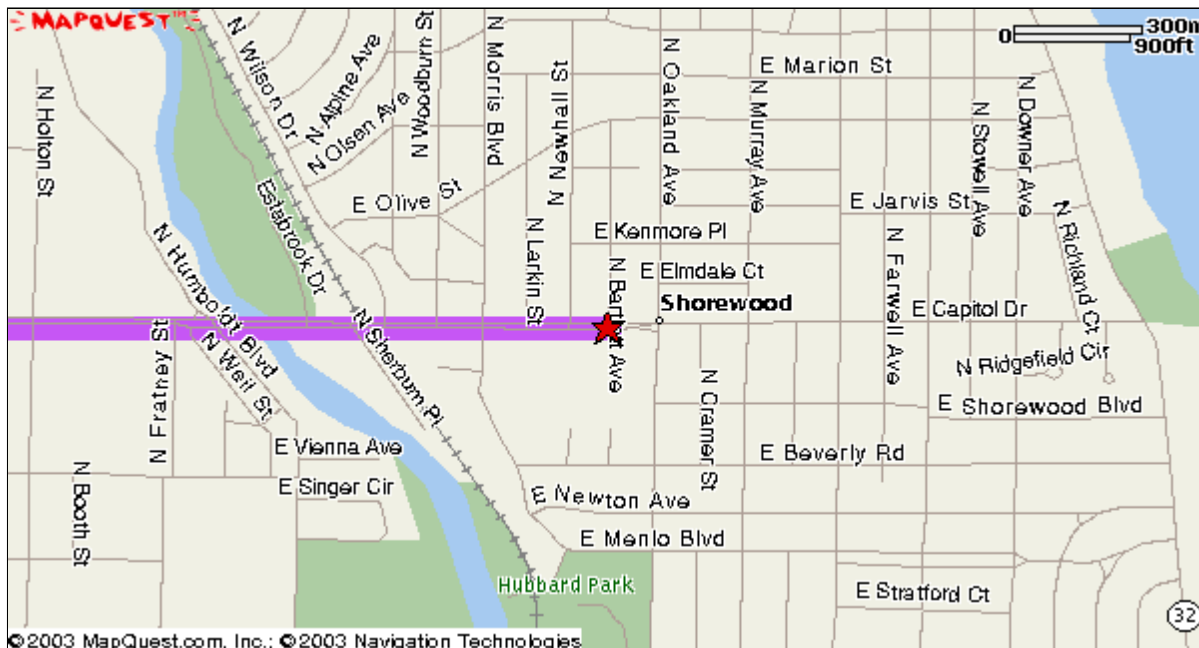 MAPQUEST™
0 300m
900ft
N Wilson Dr
N Alpine Ave
N Olsen Ave
N Woodburn St
N Morris Blvd
N Newhall St
N Oakland Ave
N Murray Ave
E Marion St
N Stowell Ave
N Downer Ave
N Holton St
Estabrook Dr
E Olive St
E Jarvis St
N Richland Ct
N Humboldt Blvd
N Larkin St
E Kenmore Pl
N Bartlett Ave
E Elmdale Ct
N Farwell Ave
Shorewood
E Capitol Dr
N Fratney St
N Weil St
N Sherburn Pl
N Ridgefield Cir
N Cramer St
E Shorewood Blvd
E Vienna Ave
E Beverly Rd
N Booth St
E Singer Cir
E Newton Ave
E Menlo Blvd
Hubbard Park
E Stratford Ct
32
©2003 MapQuest.com, Inc.; ©2003 Navigation Technologies